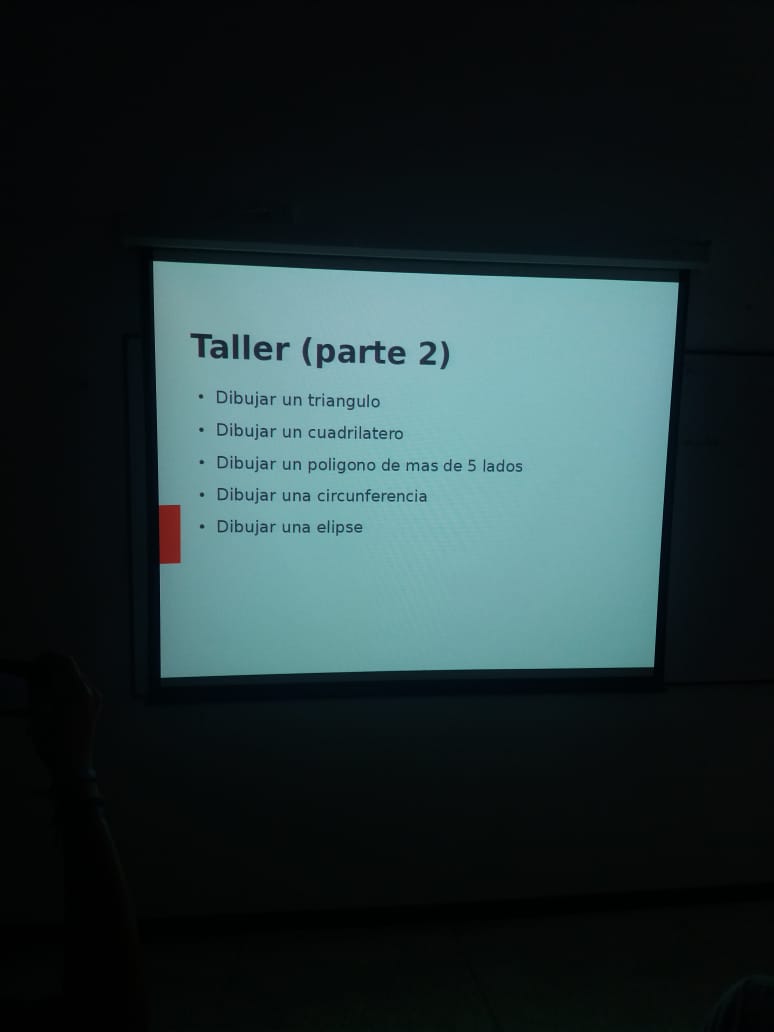 Taller (parte 2)
• Dibujar un triangulo
• Dibujar un cuadrilatero
• Dibujar un poligono de mas de 5 lados
• Dibujar una circunferencia
• Dibujar una elipse